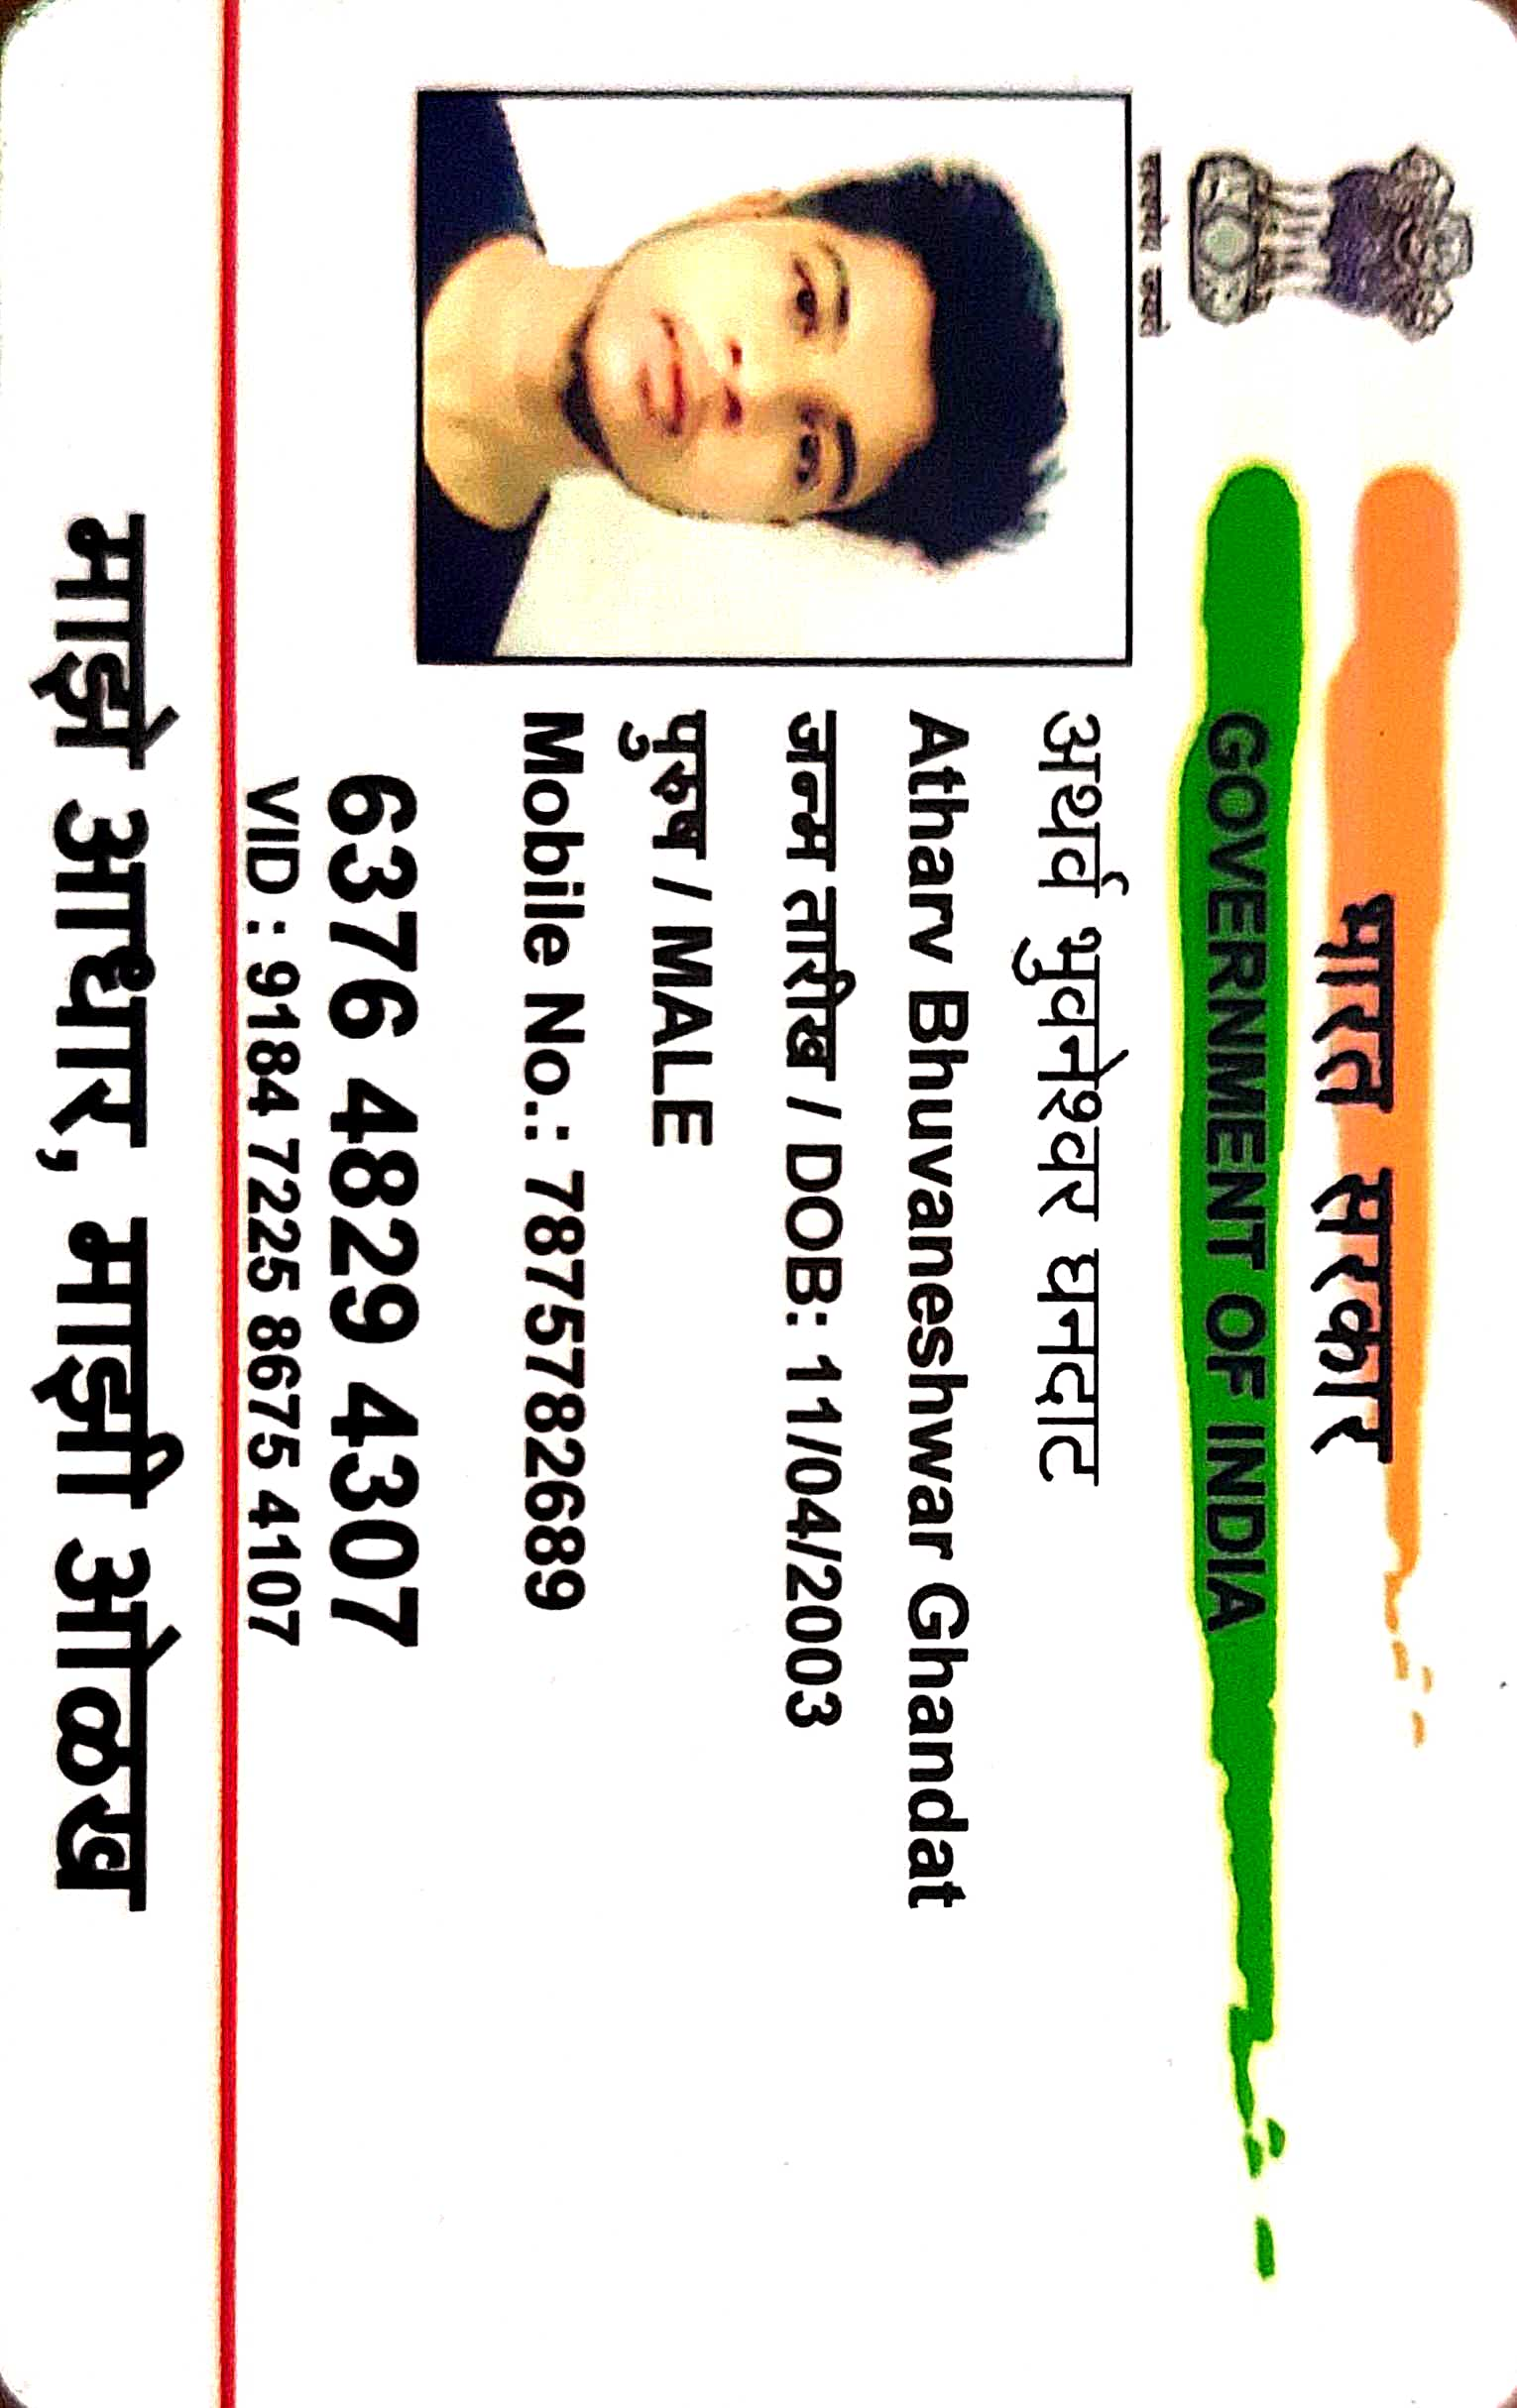 भारत सरकार
GOVERNMENT OF INDIA
सत्यमेव जयते
अथर्व भुवनेश्वर घनदाट
Atharv Bhuvaneshwar Ghandat
जन्म तारीख / DOB: 11/04/2003
पुरुष / MALE
Mobile No.: 7875782689
6376 4829 4307
VID : 9184 7225 8675 4107
माझे आधार, माझी ओळख